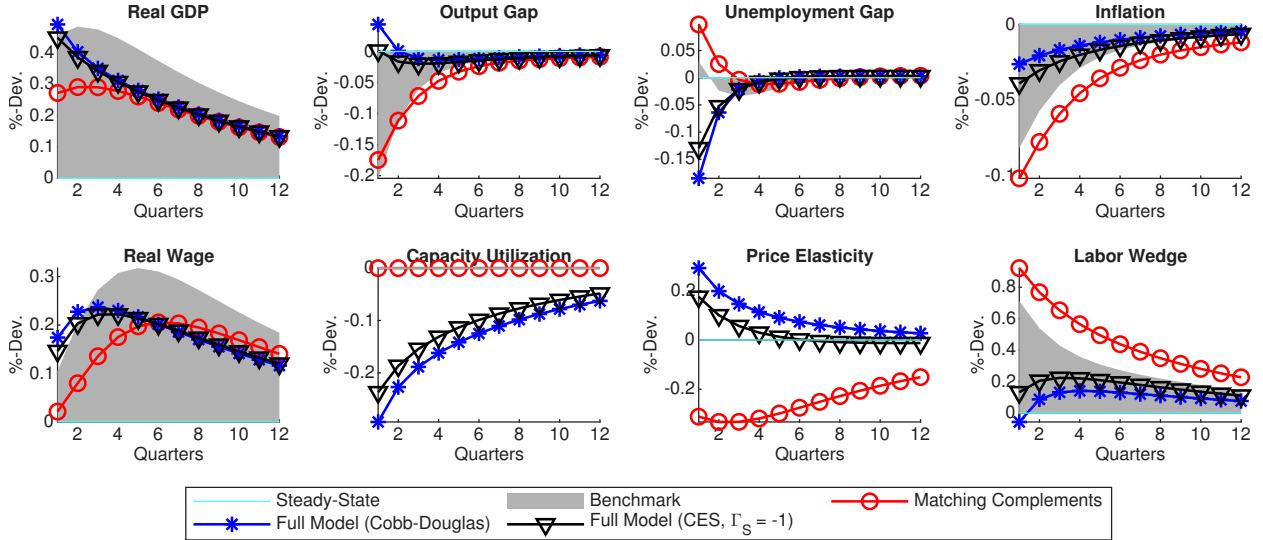 Real GDP
Output Gap
Unemployment Gap
Inflation
%-Dev.
0.4
0.3
0.2
0.1
0
2 4 6 8 10 12
Quarters
%-Dev.
0
-0.05
-0.1
-0.15
-0.2
2 4 6 8 10 12
Quarters
%-Dev.
0.05
0
-0.05
-0.1
-0.15
2 4 6 8 10 12
Quarters
%-Dev.
0
-0.05
-0.1
2 4 6 8 10 12
Quarters
Real Wage
Capacity Utilization
Price Elasticity
Labor Wedge
%-Dev.
0.3
0.2
0.1
0
2 4 6 8 10 12
Quarters
%-Dev.
0
-0.1
-0.2
2 4 6 8 10 12
Quarters
%-Dev.
0.2
0
-0.2
2 4 6 8 10 12
Quarters
%-Dev.
0.8
0.6
0.4
0.2
0
2 4 6 8 10 12
Quarters
Steady-State
Benchmark
Matching Complements
Full Model (Cobb-Douglas)
Full Model (CES, Γ_S = -1)